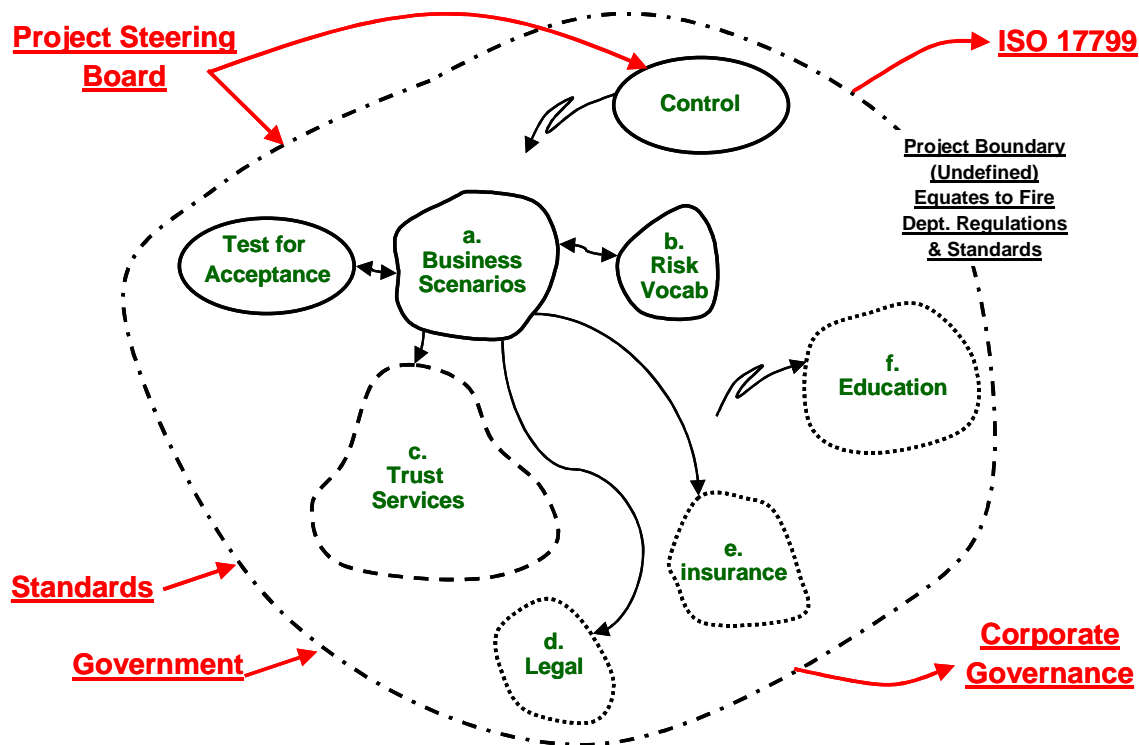 Project Steering
Board
ISO 17799
Control
Project Boundary
(Undefined)
Equates to Fire
Dept. Regulations
& Standards
Test for
Acceptance
a.
Business
Scenarios
b.
Risk
Vocab
f.
Education
c.
Trust
Services
e.
insurance
Standards
d.
Legal
Government
Corporate
Governance